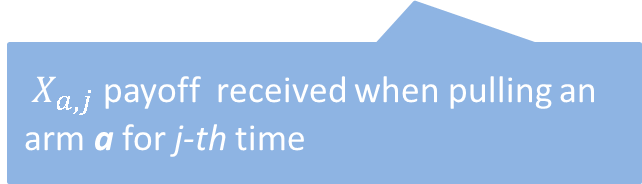 X_{a,j} payoff received when pulling an
arm a for j-th time